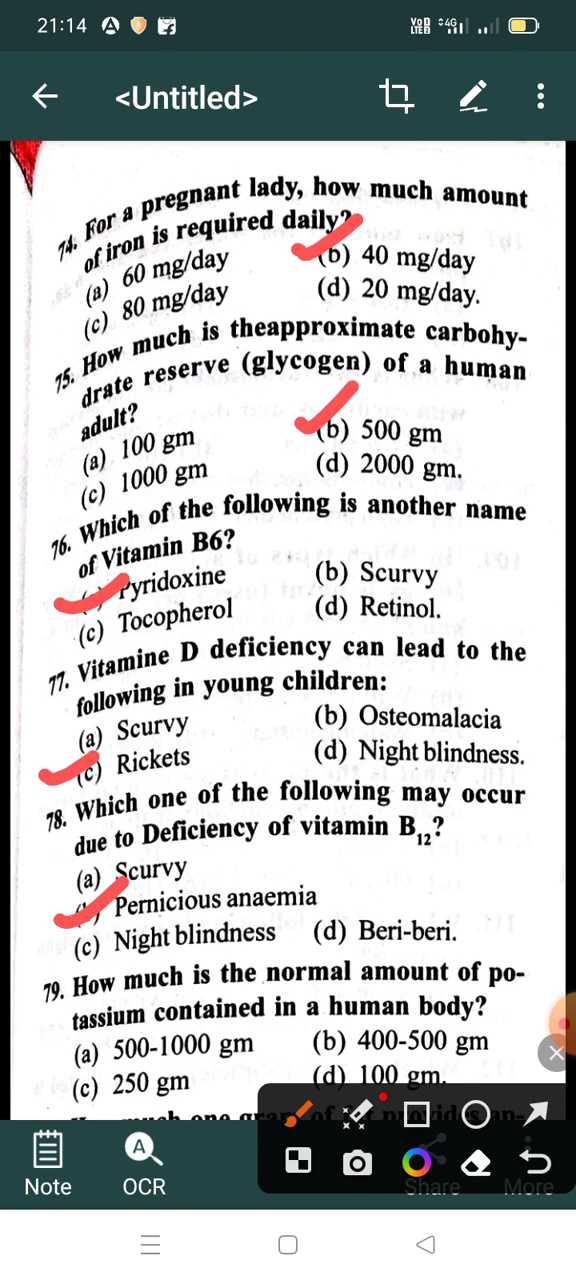 21:14
<Untitled>
74. For a pregnant lady, how much amount
of iron is required daily?
(a) 60 mg/day (b) 40 mg/day
(c) 80 mg/day (d) 20 mg/day.
75. How much is theapproximate carbohy-
drate reserve (glycogen) of a human
adult?
(a) 100 gm (b) 500 gm
(c) 1000 gm (d) 2000 gm.
76. Which of the following is another name
of Vitamin B6?
Pyridoxine (b) Scurvy
(c) Tocopherol (d) Retinol.
77. Vitamine D deficiency can lead to the
following in young children:
(a) Scurvy (b) Osteomalacia
(c) Rickets (d) Night blindness.
78. Which one of the following may occur
due to Deficiency of vitamin B12?
(a) Scurvy
Pernicious anaemia
(c) Night blindness (d) Beri-beri.
79. How much is the normal amount of po-
tassium contained in a human body?
(a) 500-1000 gm (b) 400-500 gm
(c) 250 gm (d) 100 gm.
Note OCR Share More